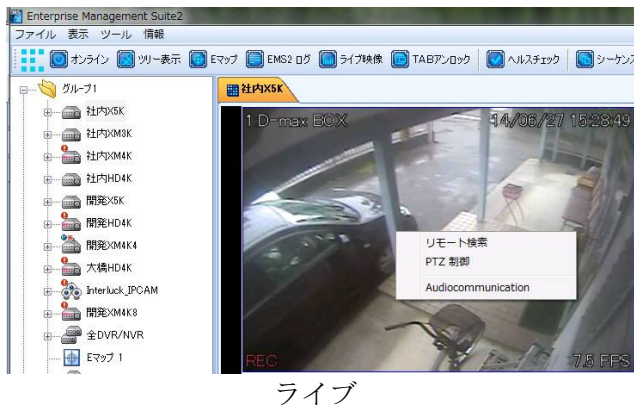 Enterprise Management Suite2
ファイル 表示 ツール 情報
オンライン ツリー表示 Eマップ EMS2 ログ ライブ映像 TABアンロック ヘルスチェック シーケンス
グループ1
社内X5K
社内XM3K
社内XM4K
社内HD4K
開発X5K
開発HD4K
開発XM4K4
大橋HD4K
Interluck_IPCAM
開発XM4K8
全DVR/NVR
Eマップ 1
社内X5K
1 D-max BOX
14/06/27 15:28:49
リモート検索
PTZ 制御
Audiocommunication
REC
7.5 FPS
ライブ